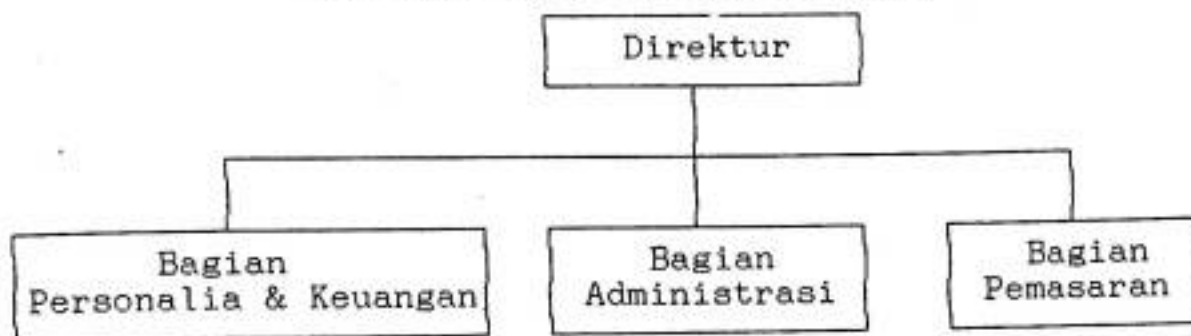 Direktur
Bagian
Personalia & Keuangan
Bagian
Administrasi
Bagian
Pemasaran